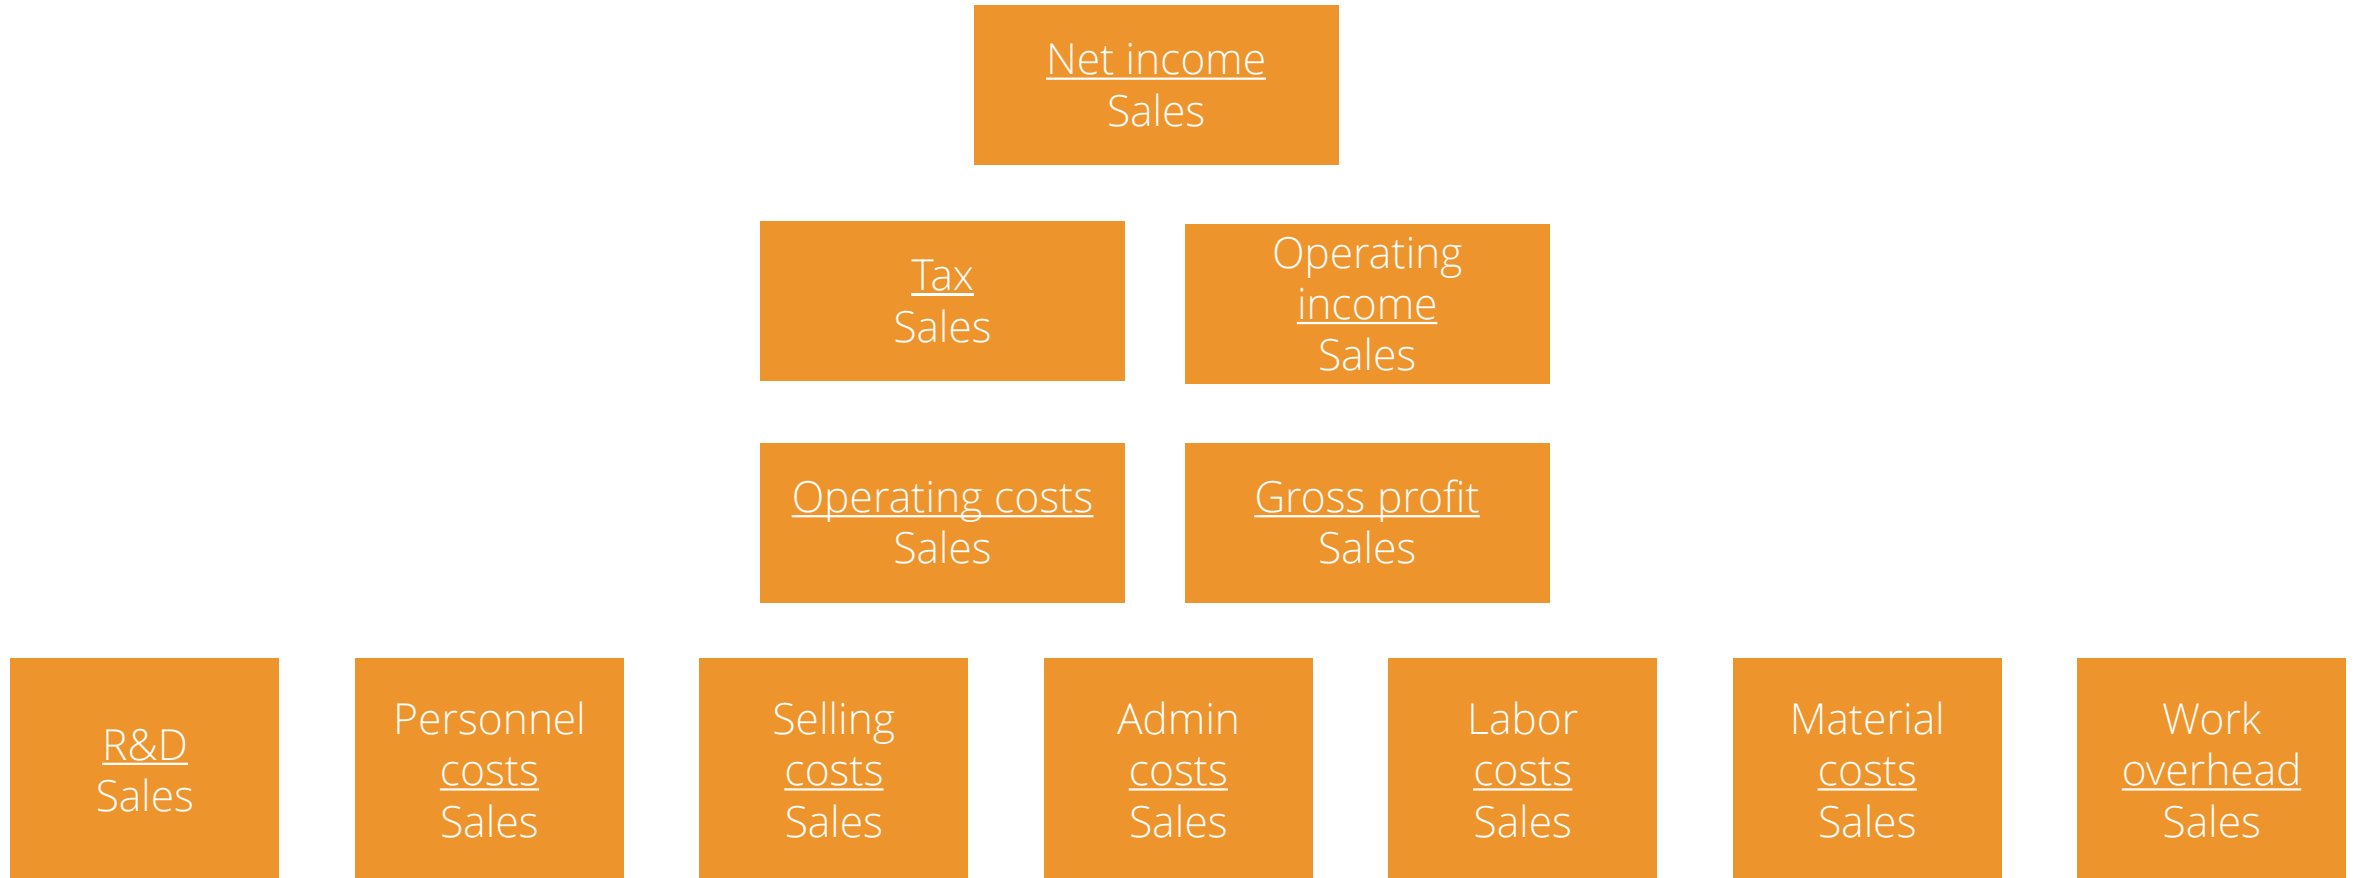 Net income
Sales
Tax
Sales
Operating
income
Sales
Operating costs
Sales
Gross profit
Sales
R&D
Sales
Personnel
costs
Sales
Selling
costs
Sales
Admin
costs
Sales
Labor
costs
Sales
Material
costs
Sales
Work
overhead
Sales